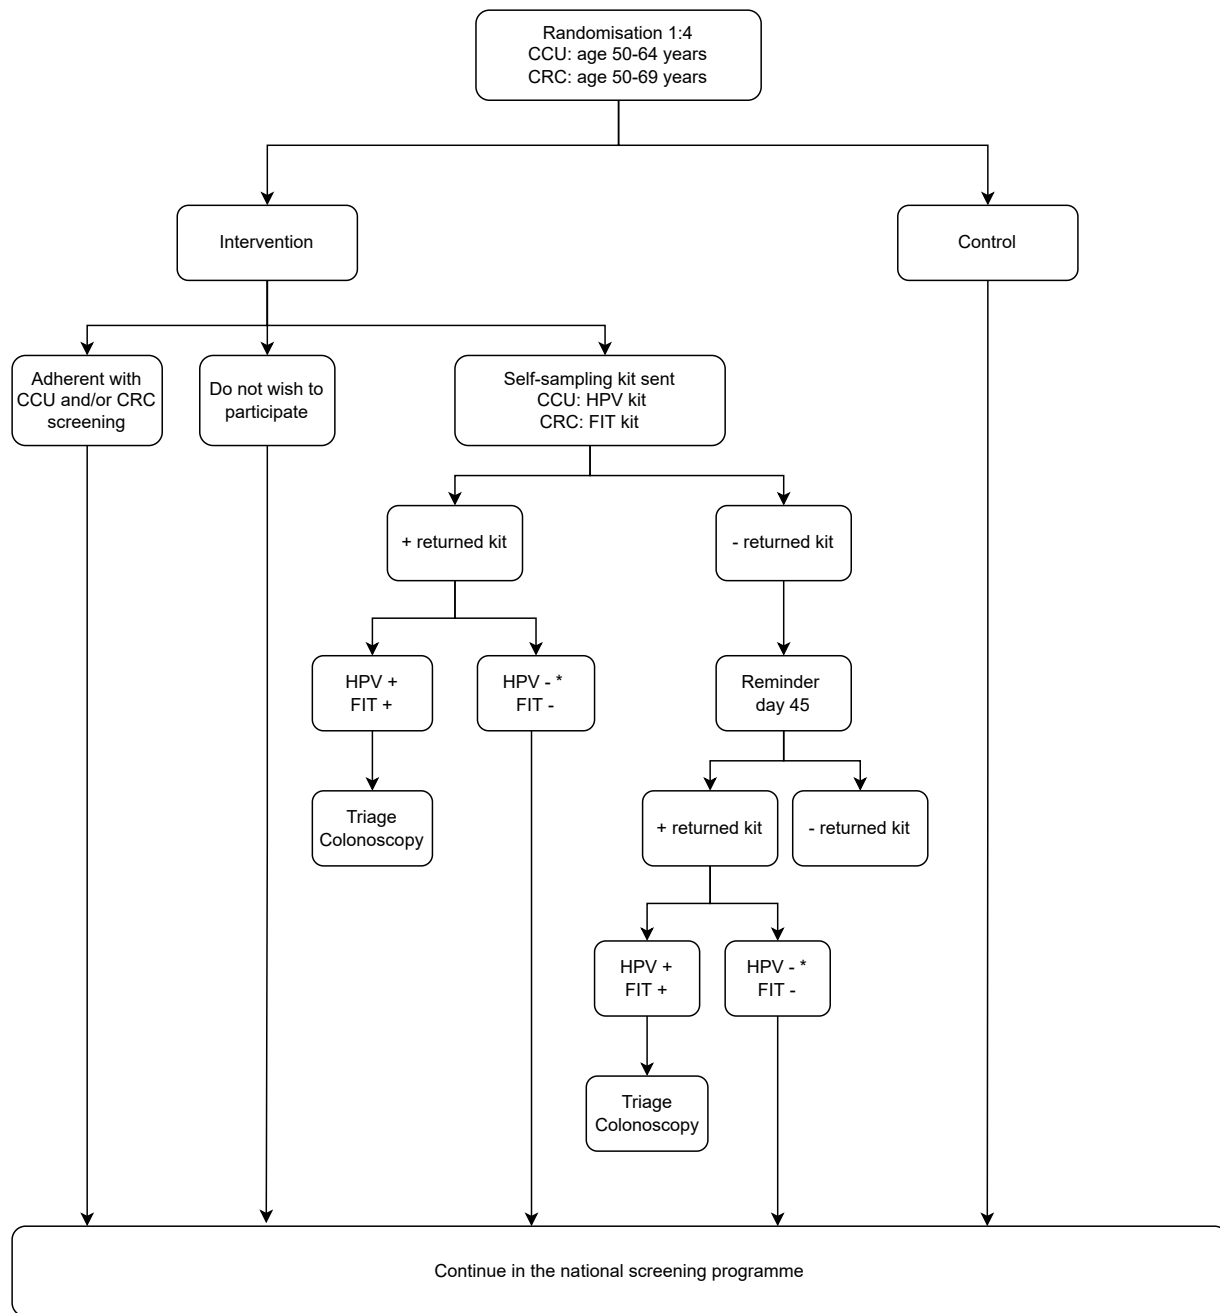 Randomisation 1:4
CCU: age 50-64 years
CRC: age 50-69 years
Intervention
Control
Adherent with
CCU and/or CRC
screening
Do not wish to
participate
Self-sampling kit sent
CCU: HPV kit
CRC: FIT kit
+ returned kit
- returned kit
HPV +
FIT +
HPV - *
FIT -
Reminder
day 45
Triage
Colonoscopy
+ returned kit
- returned kit
HPV +
FIT +
HPV - *
FIT -
Triage
Colonoscopy
Continue in the national screening programme